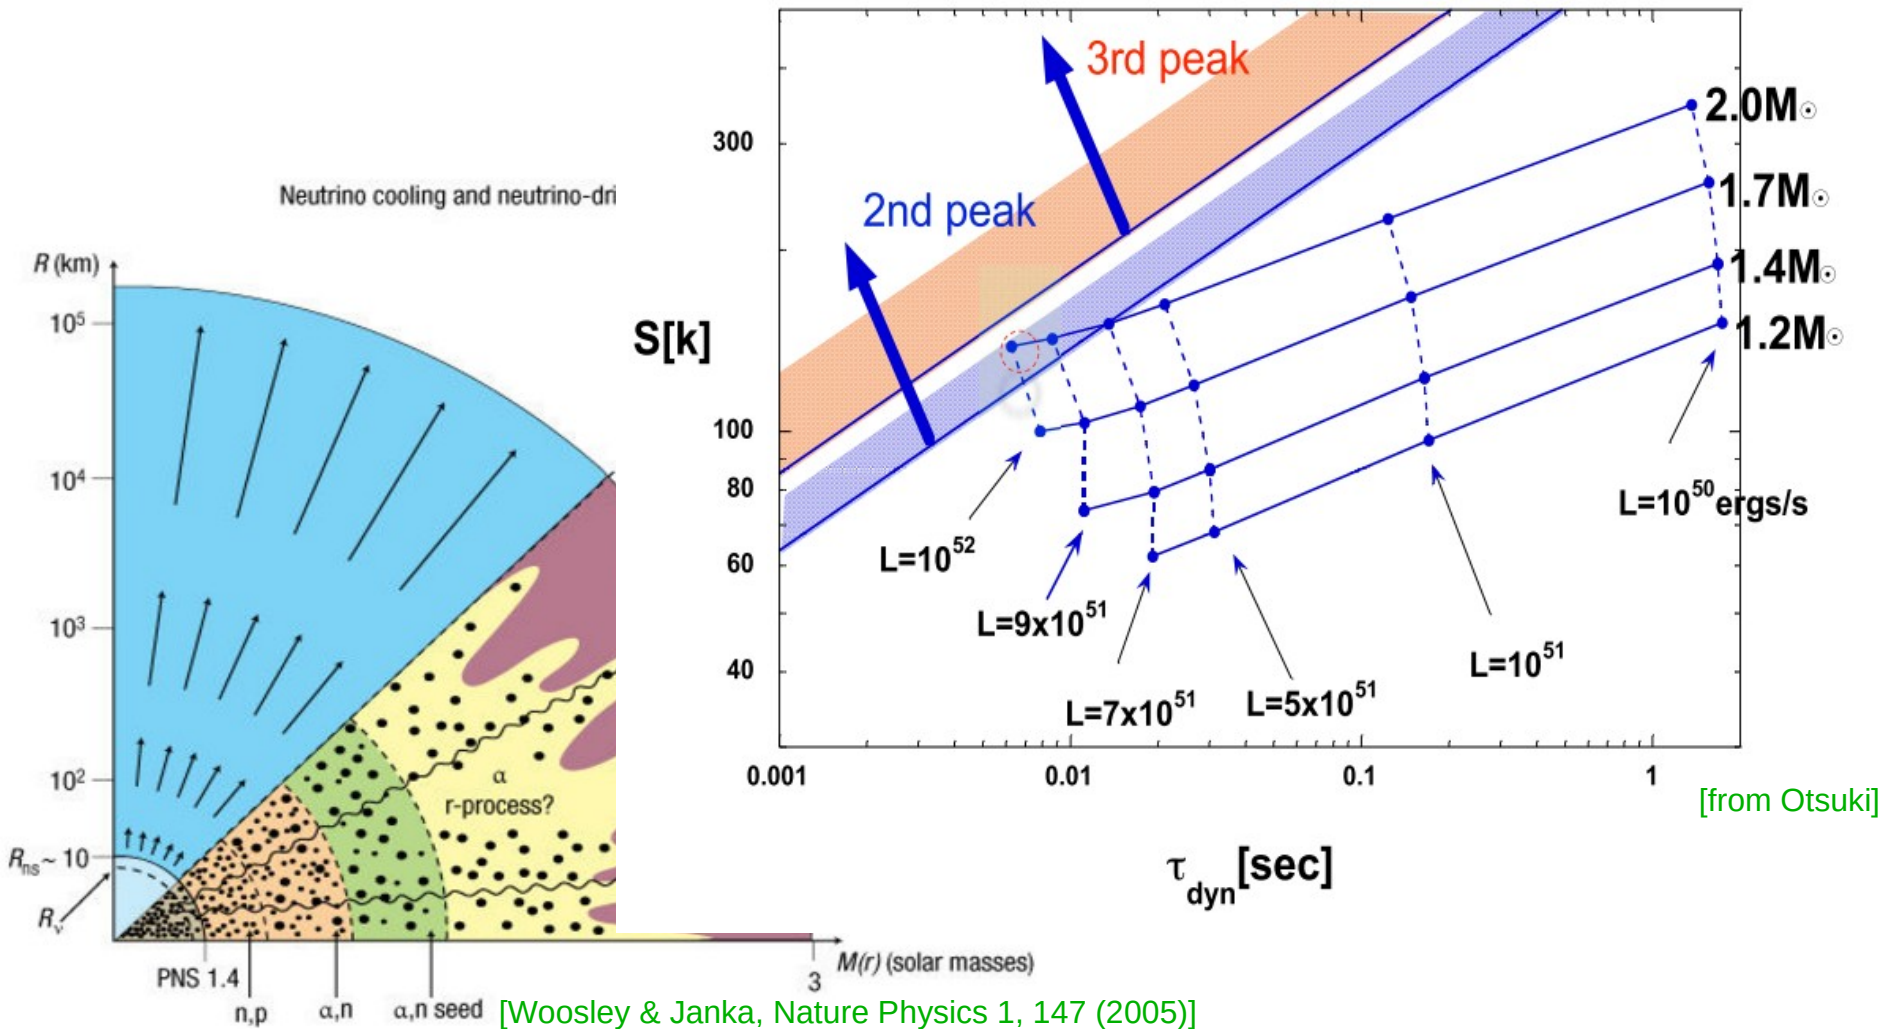 Neutrino cooling and neutrino-dri
R (km)
10⁵
10⁴
10³
10²
Rₙₛ ~ 10
Rᵥ
α
r-process?
PNS 1.4
n,p
α,n
α,n seed
3
M(r) (solar masses)
[Woosley & Janka, Nature Physics 1, 147 (2005)]
3rd peak
2nd peak
S[k]
300
100
80
60
40
2.0M☉
1.7M☉
1.4M☉
1.2M☉
L=10⁵²
L=9x10⁵¹
L=7x10⁵¹
L=5x10⁵¹
L=10⁵¹
L=10⁵⁰ergs/s
0.001
0.01
0.1
1
τdyn[sec]
[from Otsuki]